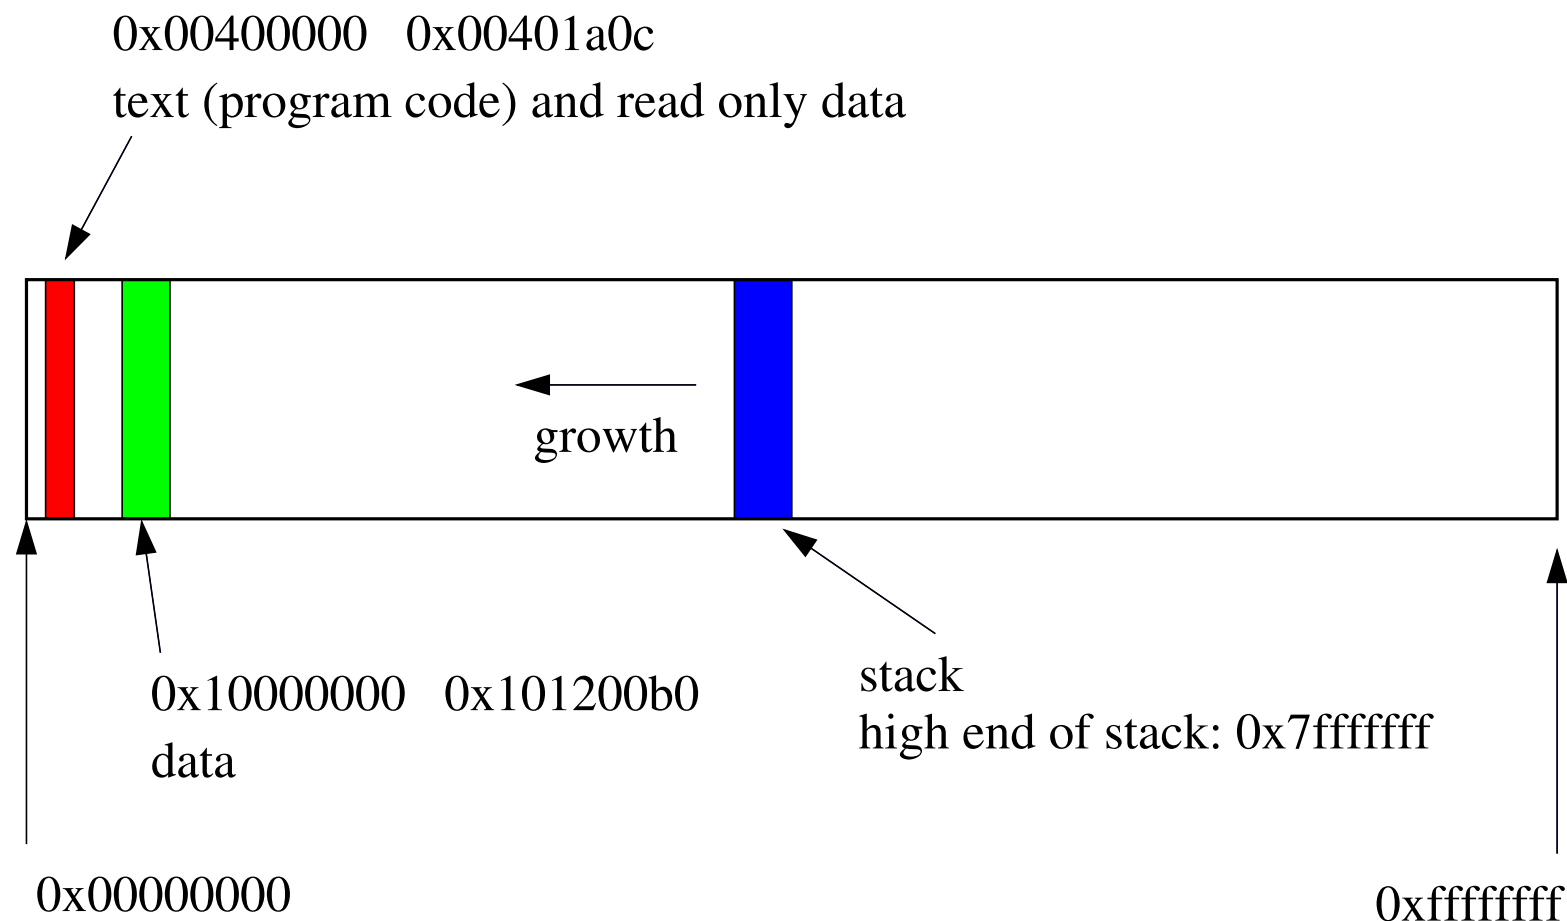 0x00400000 0x00401a0c
text (program code) and read only data
growth
0x10000000 0x101200b0
data
stack
high end of stack: 0x7fffffff
0x00000000
0xffffffff